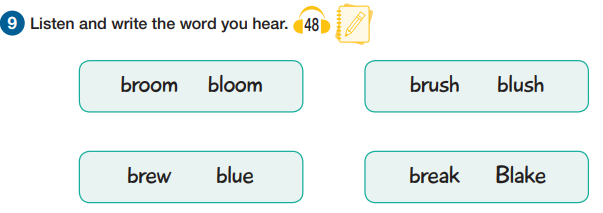 9 Listen and write the word you hear. 48
broom bloom
brush blush
brew blue
break Blake